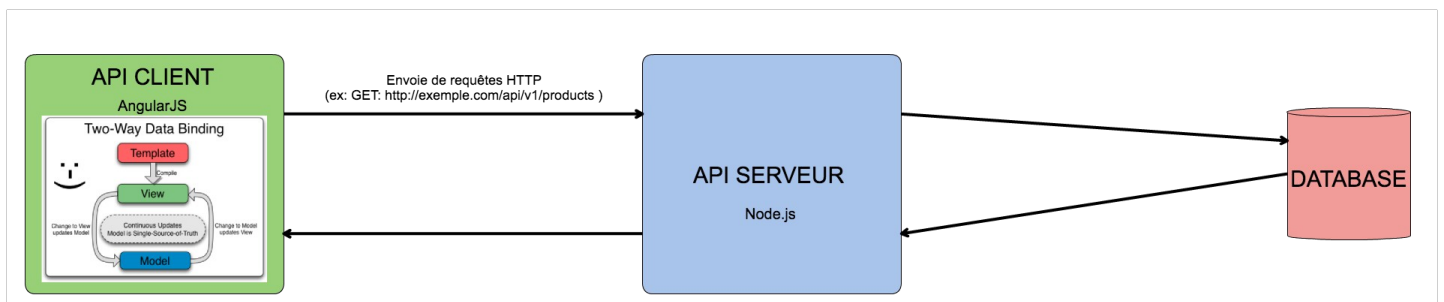 API CLIENT
AngularJS
Two-Way Data Binding
Template
Compile
View
Change to View
updates Model
Continuous Updates
Model is Single-Source-of-Truth
Change to Model
updates View
Model
Envoie de requêtes HTTP
(ex: GET: http://exemple.com/api/v1/products )
API SERVEUR
Node.js
DATABASE